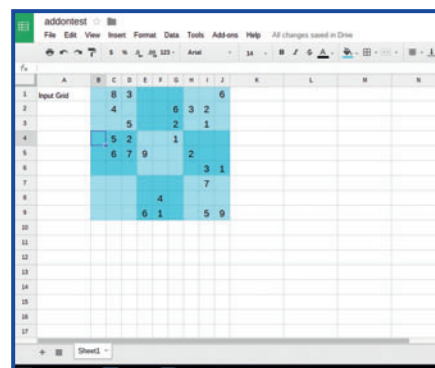 addontest
File Edit View Insert Format Data Tools Add-ons Help All changes saved in Drive
$ % .0 .00 123 Arial 14 B I S A
fx
A B C D E F G H I J K L M N
1 Input Grid 8 3 6
2 4 6 3 2
3 5 2 1
4 5 2 1
5 6 7 9 2
6 3 1
7 7
8 4
9 6 1 5 9
10
11
12
13
14
15
16
17
+ Sheet1